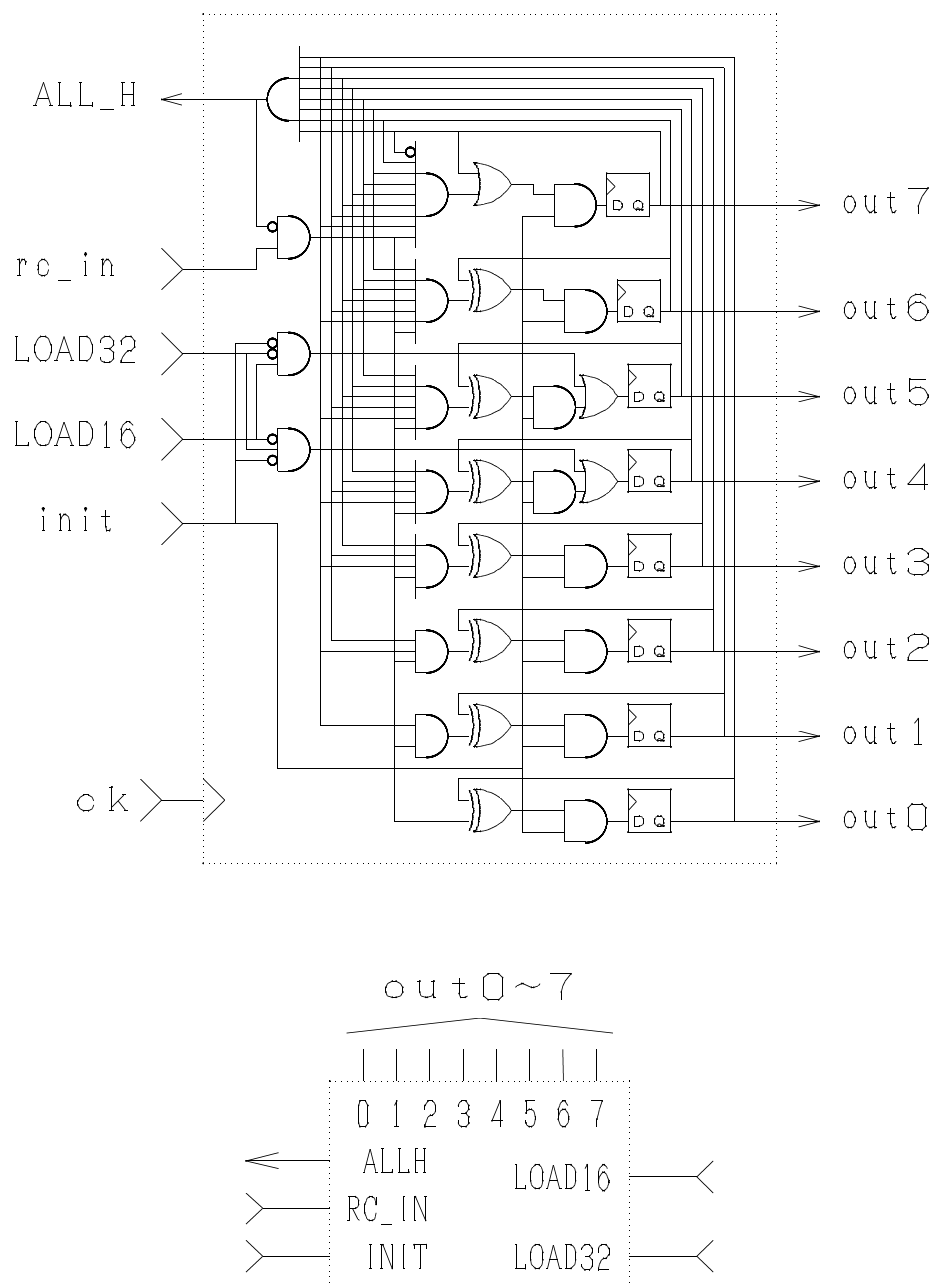 ALL_H
out7
rc_in
out6
LOAD32
out5
LOAD16
out4
init
out3
out2
out1
ck
out0
D Q
D Q
D Q
D Q
D Q
D Q
D Q
D Q
out0~7
0 1 2 3 4 5 6 7
ALLH
LOAD16
RC_IN
INIT
LOAD32